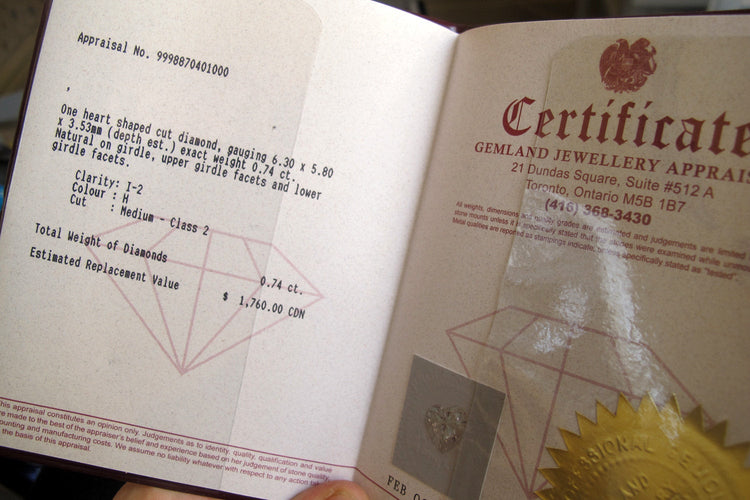 Appraisal No. 9998870401000
,
One heart shaped cut diamond, gauging 6.30 x 5.80
x 3.53mm (depth est.) exact weight 0.74 ct.
Natural on girdle, upper girdle facets and lower
girdle facets.
Clarity: I-2
Colour : H
Cut : Medium - Class 2
Total Weight of Diamonds 0.74 ct.
Estimated Replacement Value $ 1,760.00 CDN
This appraisal constitutes an opinion only. Judgements as to identity, quality, qualification and value
are made to the best of the appraiser's belief and experience based on her judgement of stone quality,
counting and manufacturing costs. We assume no liability whatever with respect to any action
the basis of this appraisal.
Certificate
GEMLAND JEWELLERY APPRAIS
21 Dundas Square, Suite #512 A
Toronto, Ontario M5B 1B7
(416) 368-3430
All weights, dimensions and quality grades are estimated and judgements are limited
stone mounts unless it is specifically stated that the stones were examined while
Metal qualities are reported as stampings indicate, unless specifically stated as "tested".
FEB